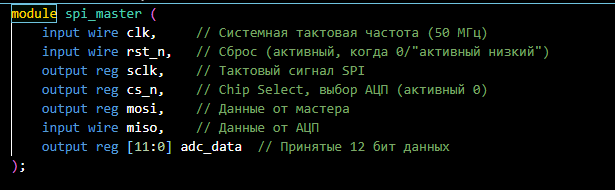 module spi_master (
    input wire clk,     // Системная тактовая частота (50 МГц)
    input wire rst_n,   // Сброс (активный, когда 0/"активный низкий")
    output reg sclk,    // Тактовый сигнал SPI
    output reg cs_n,    // Chip Select, выбор АЦП (активный 0)
    output reg mosi,    // Данные от мастера
    input wire miso,    // Данные от АЦП
    output reg [11:0] adc_data  // Принятые 12 бит данных
);